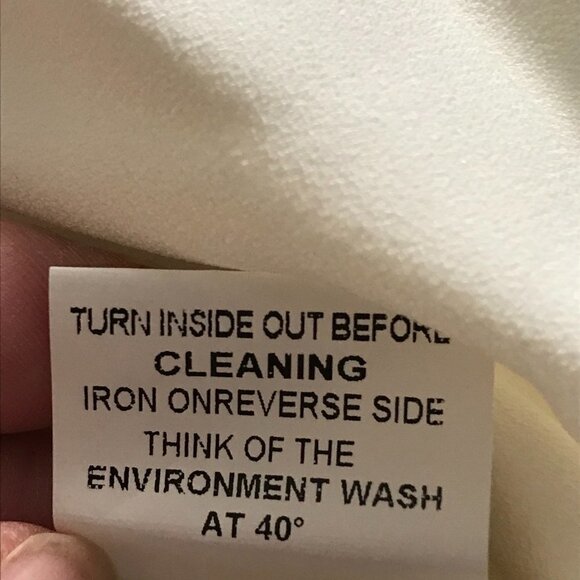 TURN INSIDE OUT BEFORE
CLEANING
IRON ONREVERSE SIDE
THINK OF THE
ENVIRONMENT WASH
AT 40°